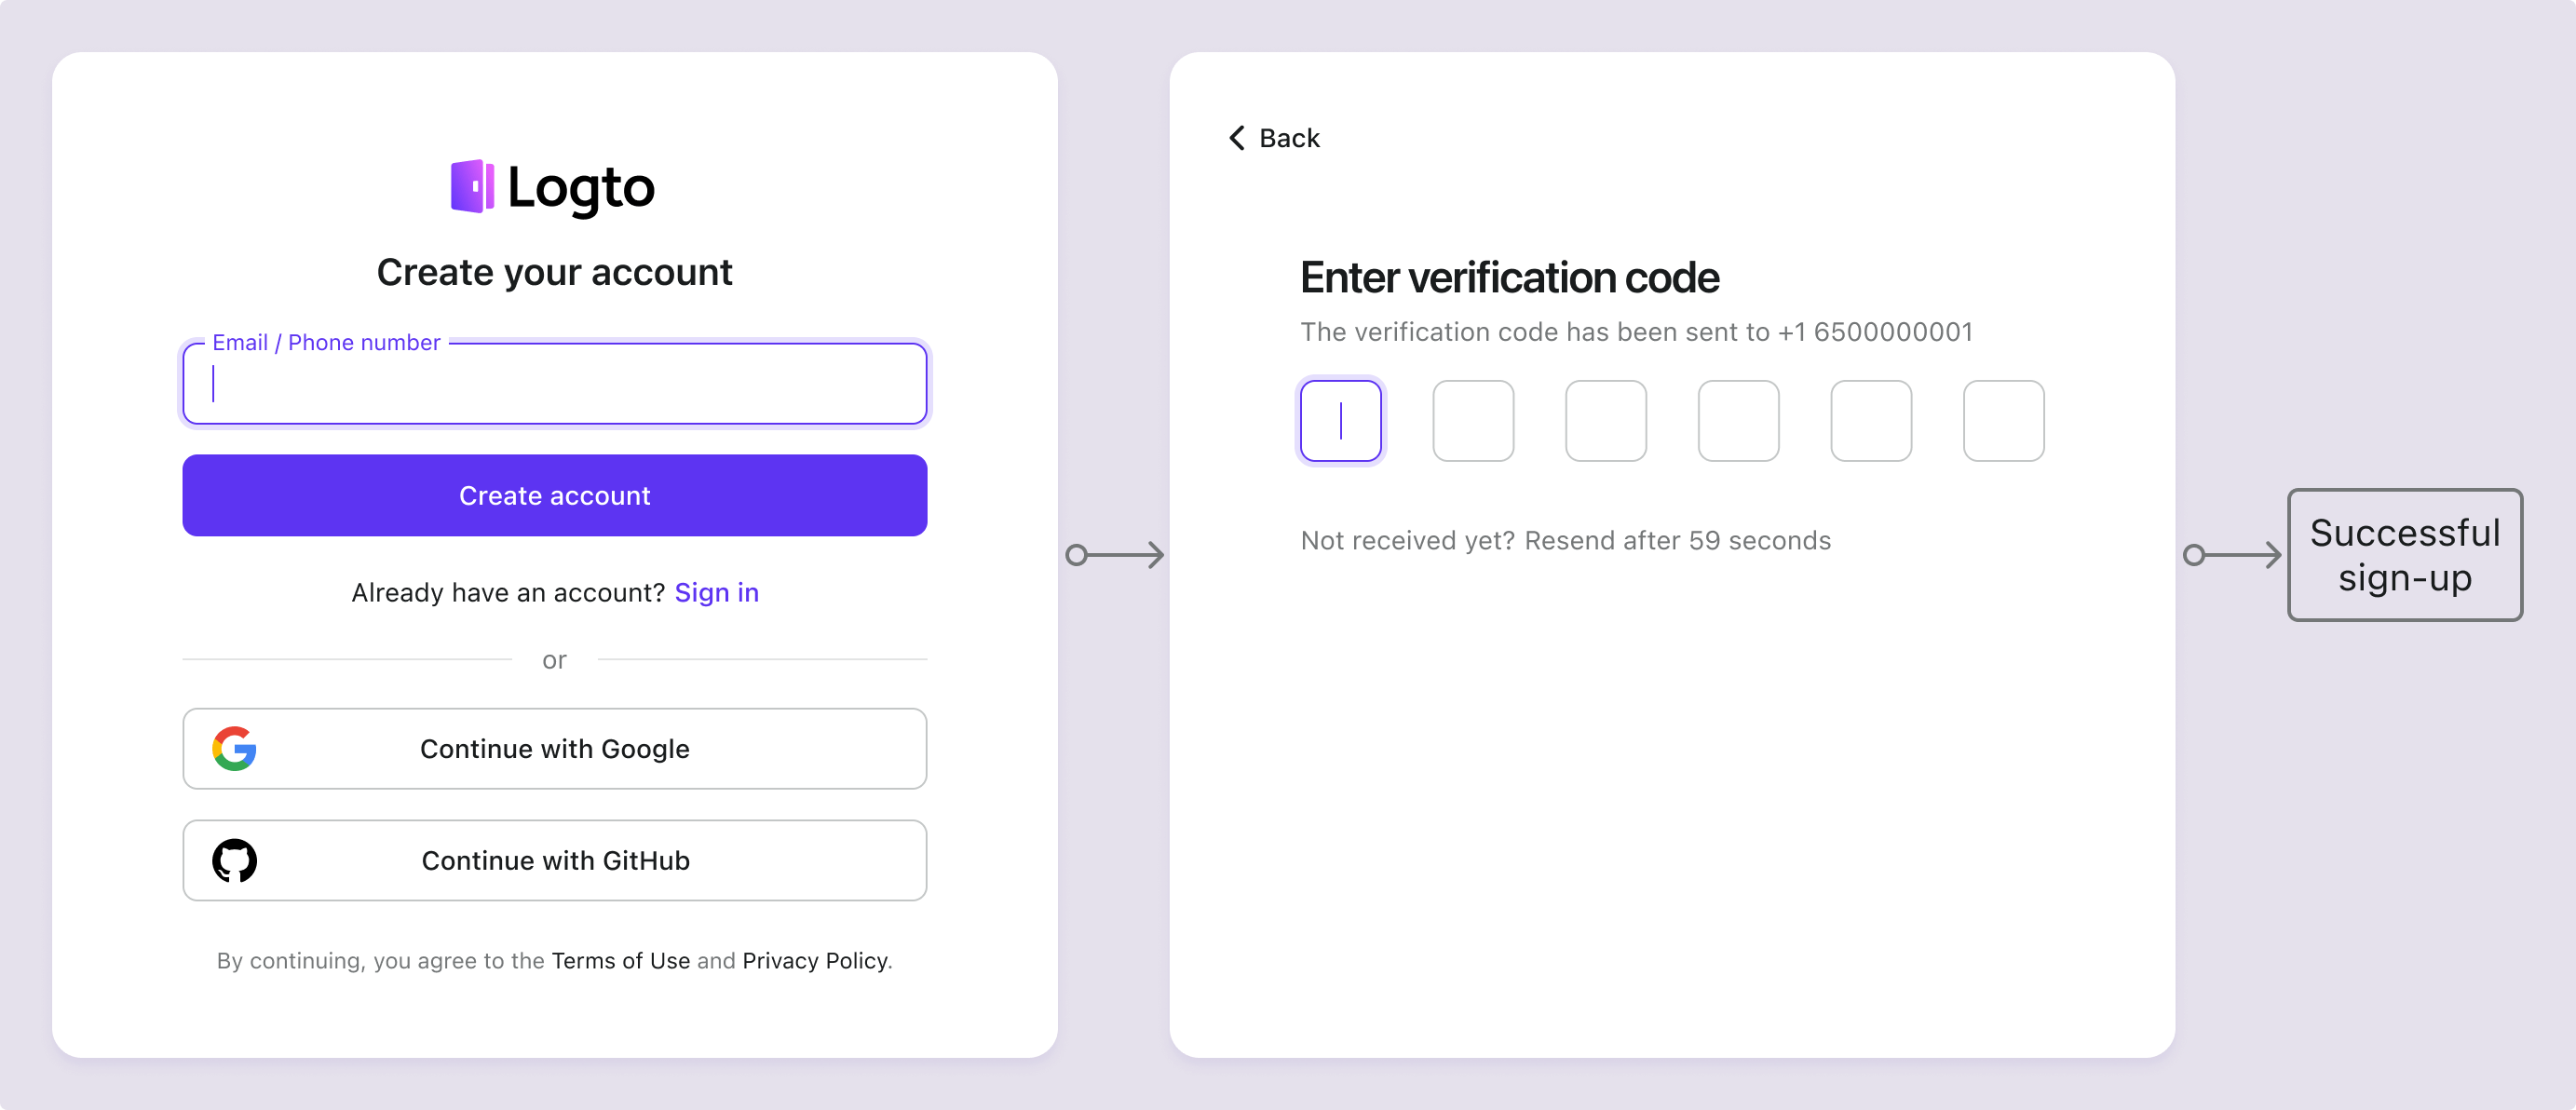 Logto
Create your account
Email / Phone number
Create account
Already have an account? Sign in
or
Continue with Google
Continue with GitHub
By continuing, you agree to the Terms of Use and Privacy Policy.
Back
Enter verification code
The verification code has been sent to +1 6500000001
Not received yet? Resend after 59 seconds
Successful
sign-up